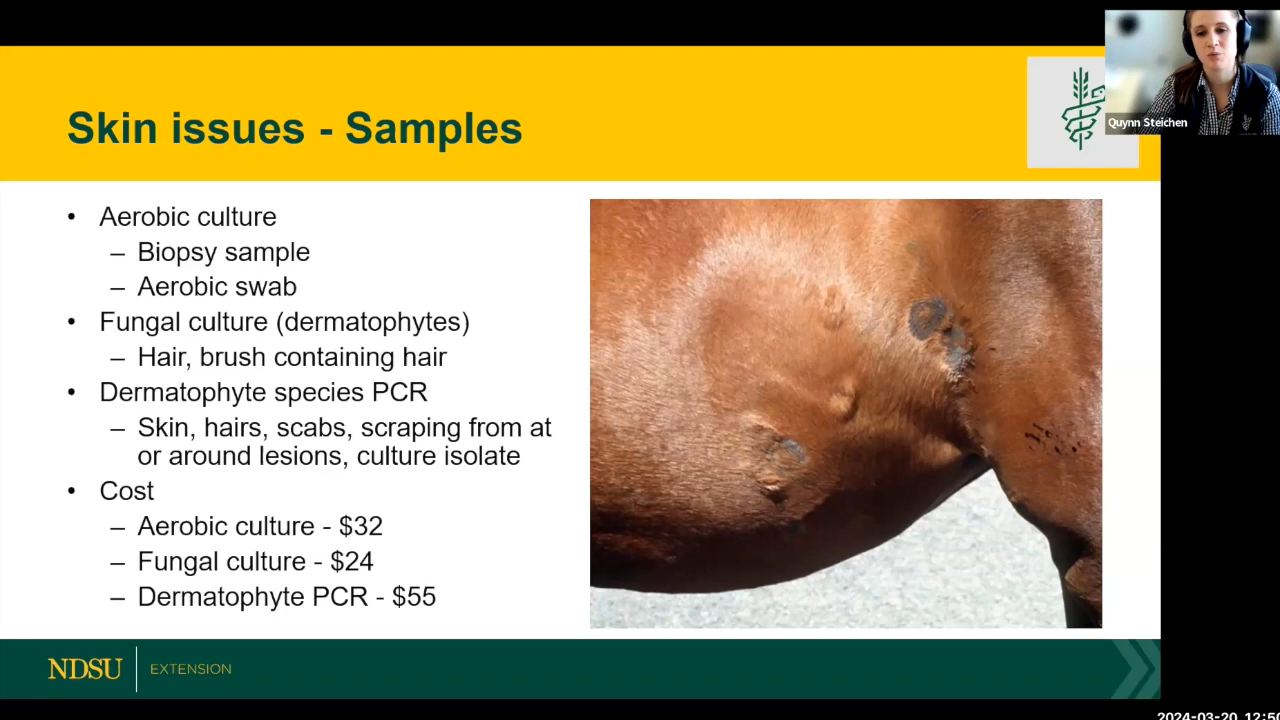 Skin issues - Samples
Quynn Steichen
• Aerobic culture
– Biopsy sample
– Aerobic swab
• Fungal culture (dermatophytes)
– Hair, brush containing hair
• Dermatophyte species PCR
– Skin, hairs, scabs, scraping from at
or around lesions, culture isolate
• Cost
– Aerobic culture - $32
– Fungal culture - $24
– Dermatophyte PCR - $55
NDSU EXTENSION
2024-03-20